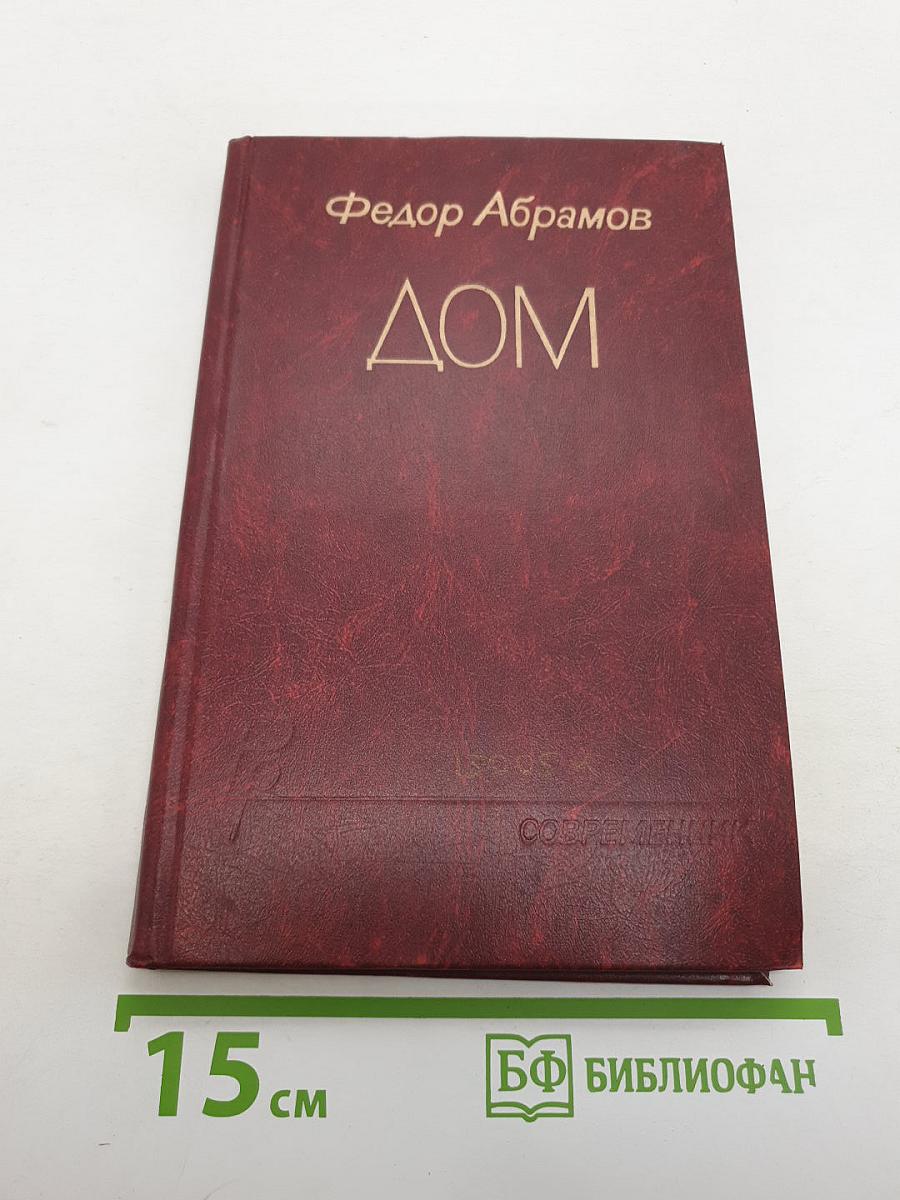 Федор Абрамов
ДОМ
СОВРЕМЕННИК
15 см
БФ БИБЛИОФАН